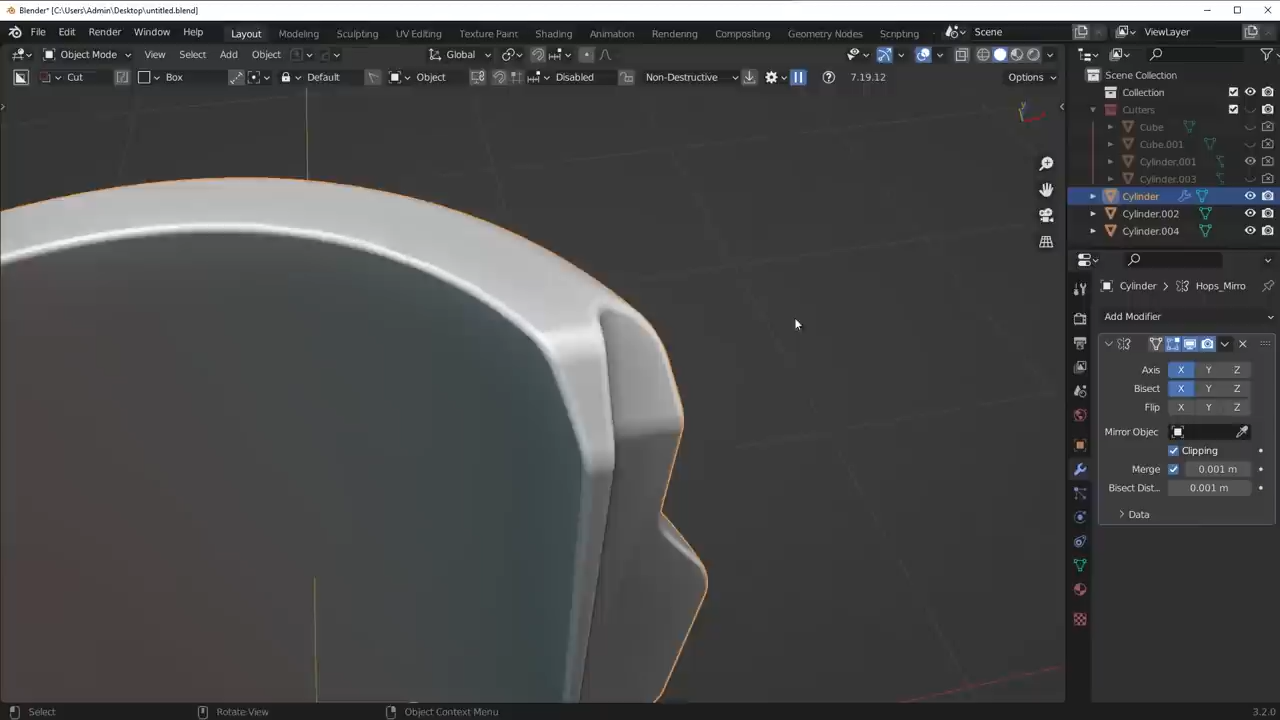 Blender* [C:\Users\Admin\Desktop\untitled.blend]
File Edit Render Window Help Layout Modeling Sculpting UV Editing Texture Paint Shading Animation Rendering Compositing Geometry Nodes Scripting Scene ViewLayer
Object Mode View Select Add Object Global
Cut Box Default Object Disabled Non-Destructive 7.19.12 Options
Scene Collection
Collection
Cutters
Cube
Cube.001
Cylinder.001
Cylinder.003
Cylinder
Cylinder.002
Cylinder.004
Cylinder Hops_Mirro
Add Modifier
Axis X Y Z
Bisect X Y Z
Flip X Y Z
Mirror Objec
Clipping
Merge 0.001 m
Bisect Dist... 0.001 m
Data
Y
Select Rotate View Object Context Menu 3.2.0